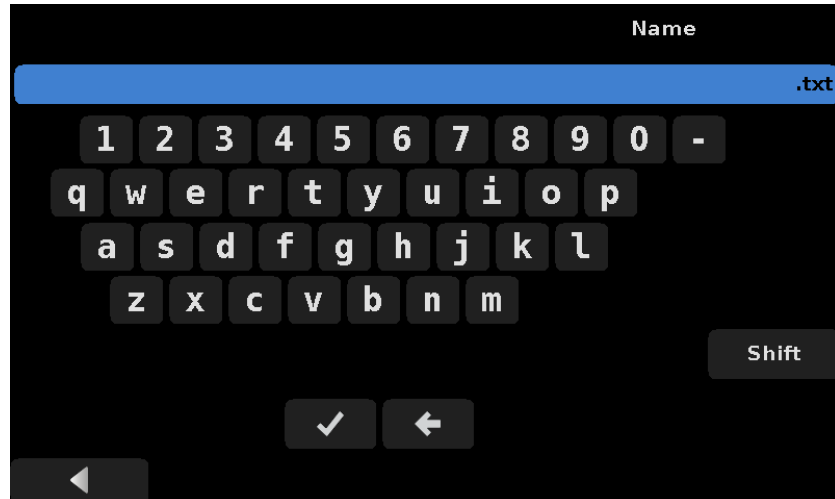 Name
.txt
1 2 3 4 5 6 7 8 9 0 -
q w e r t y u i o p
a s d f g h j k l
z x c v b n m
Shift